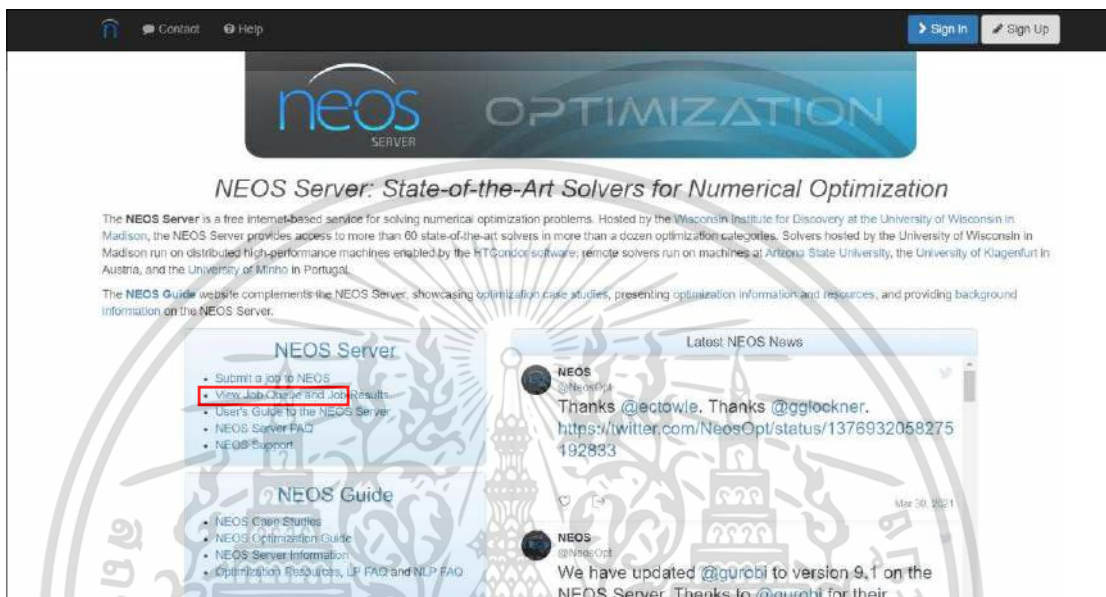 Contact Help Sign In Sign Up
neos
SERVER
OPTIMIZATION
NEOS Server: State-of-the-Art Solvers for Numerical Optimization
The NEOS Server is a free internet-based service for solving numerical optimization problems. Hosted by the Wisconsin Institute for Discovery at the University of Wisconsin in
Madison, the NEOS Server provides access to more than 60 state-of-the-art solvers in more than a dozen optimization categories. Solvers hosted by the University of Wisconsin in
Madison run on distributed high-performance machines enabled by the HTCondor software; remote solvers run on machines at Arizona State University, the University of Klagenfurt in
Austria, and the University of Minho in Portugal.
The NEOS Guide website complements the NEOS Server, showcasing optimization case studies, presenting optimization information and resources, and providing background
information on the NEOS Server.
NEOS Server
Submit a job to NEOS
View Job Queue and Job Results
User's Guide to the NEOS Server
NEOS Server FAQ
NEOS Support
NEOS Guide
NEOS Case Studies
NEOS Optimization Guide
NEOS Server Information
Optimization Resources, LP FAQ and NLP FAQ
Latest NEOS News
NEOS
@NeosOpt
Thanks @ectowle. Thanks @gglockner.
https://twitter.com/NeosOpt/status/1376932058275
192833
Mar 30, 2021
NEOS
@NeosOpt
We have updated @gurobi to version 9.1 on the
NEOS Server. Thanks to @gurobi for their